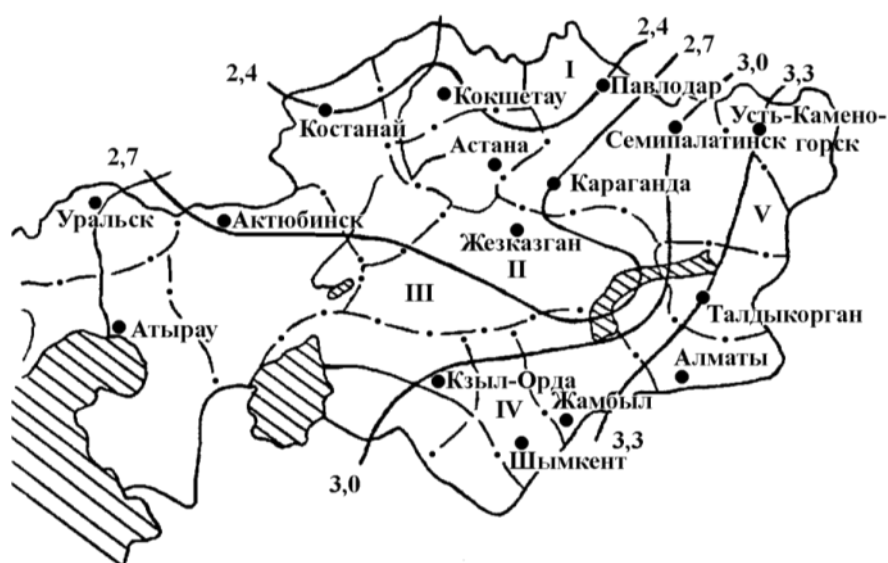 2,4
2,7
2,4
I
3,0
3,3
Кокшетау
Павлодар
Костанай
Семипалатинск
Усть-Камено-
горск
2,7
Астана
Караганда
V
Уральск
Актюбинск
Жезказган
II
III
Талдыкорган
Атырау
Алматы
Кзыл-Орда
IV
Жамбыл
3,3
Шымкент
3,0